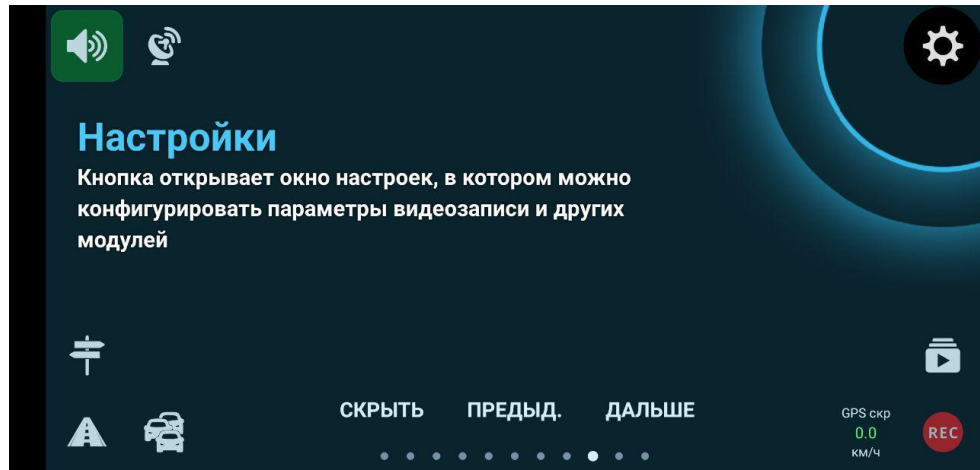 Настройки
Кнопка открывает окно настроек, в котором можно
конфигурировать параметры видеозаписи и других
модулей
СКРЫТЬ ПРЕДЫД. ДАЛЬШЕ
GPS скр
0.0
км/ч
REC